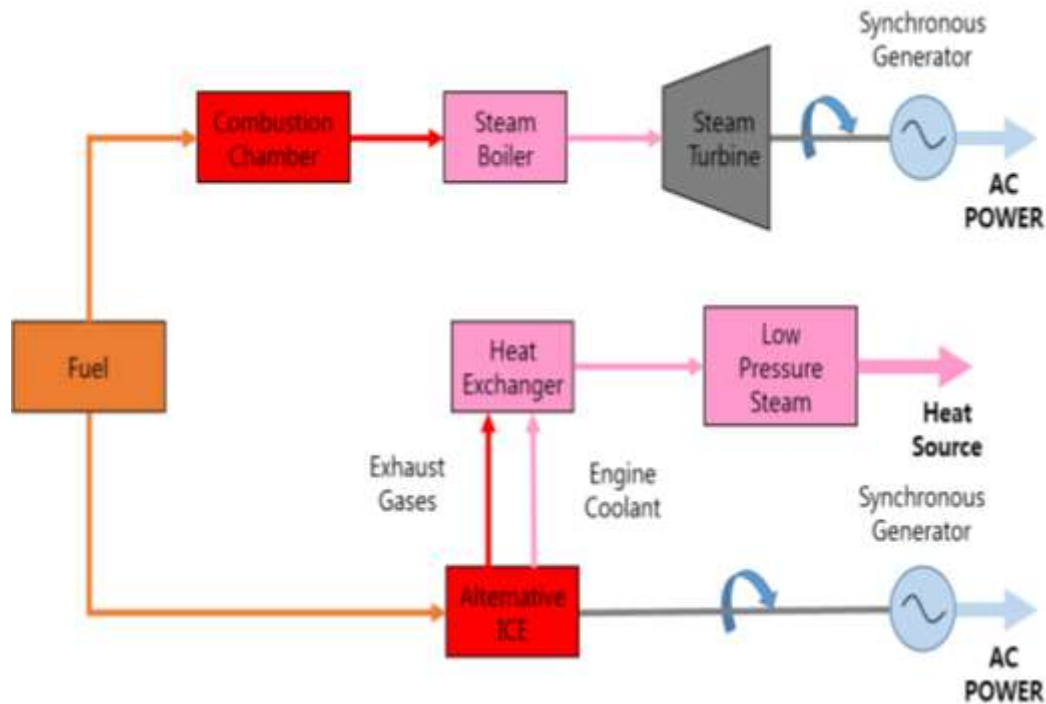 Synchronous
Generator
Combustion
Chamber
Steam
Boiler
Steam
Turbine
AC
POWER
Fuel
Heat
Exchanger
Low
Pressure
Steam
Heat
Source
Exhaust
Gases
Engine
Coolant
Synchronous
Generator
Alternative
ICE
AC
POWER